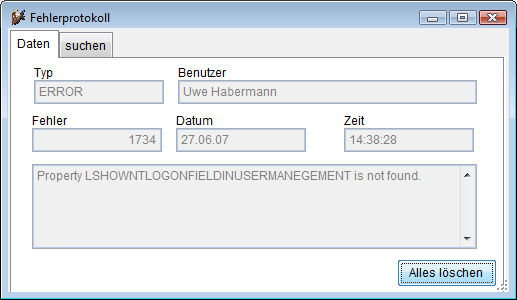 Fehlerprotokoll
Daten suchen
Typ Benutzer
ERROR Uwe Habermann
Fehler Datum Zeit
1734 27.06.07 14:38:28
Property LSHOWNTLOGONFIELDINUSERMANEGEMENT is not found.
Alles löschen